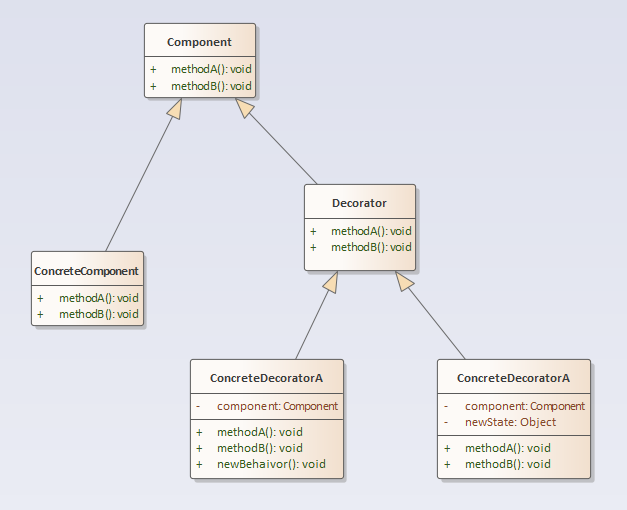 Component
+ methodA(): void
+ methodB(): void
Decorator
+ methodA(): void
+ methodB(): void
ConcreteComponent
+ methodA(): void
+ methodB(): void
ConcreteDecoratorA
- component: Component
+ methodA(): void
+ methodB(): void
+ newBehaivor(): void
ConcreteDecoratorA
- component: Component
- newState: Object
+ methodA(): void
+ methodB(): void